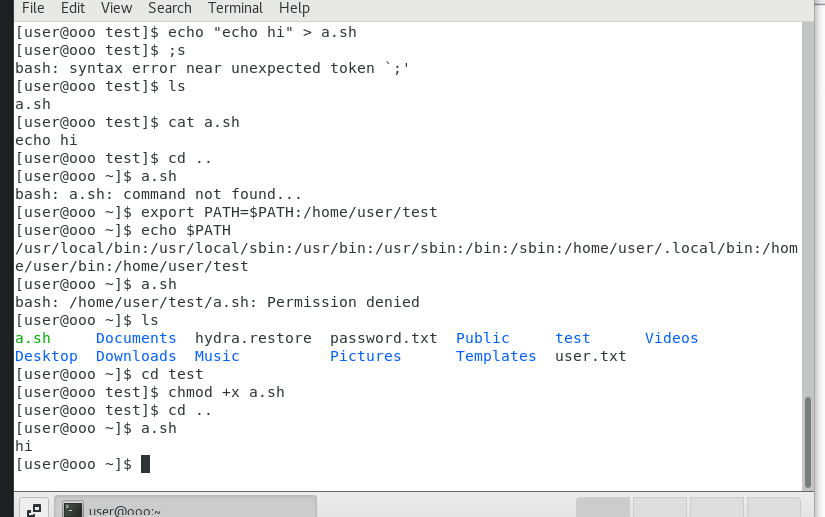 File Edit View Search Terminal Help
[user@ooo test]$ echo "echo hi" > a.sh
[user@ooo test]$ ;s
bash: syntax error near unexpected token `;'
[user@ooo test]$ ls
a.sh
[user@ooo test]$ cat a.sh
echo hi
[user@ooo test]$ cd ..
[user@ooo ~]$ a.sh
bash: a.sh: command not found...
[user@ooo ~]$ export PATH=$PATH:/home/user/test
[user@ooo ~]$ echo $PATH
/usr/local/bin:/usr/local/sbin:/usr/bin:/usr/sbin:/bin:/sbin:/home/user/.local/bin:/hom
e/user/bin:/home/user/test
[user@ooo ~]$ a.sh
bash: /home/user/test/a.sh: Permission denied
[user@ooo ~]$ ls
a.sh Documents hydra.restore password.txt Public test Videos
Desktop Downloads Music Pictures Templates user.txt
[user@ooo ~]$ cd test
[user@ooo test]$ chmod +x a.sh
[user@ooo test]$ cd ..
[user@ooo ~]$ a.sh
hi
[user@ooo ~]$
user@ooo:~